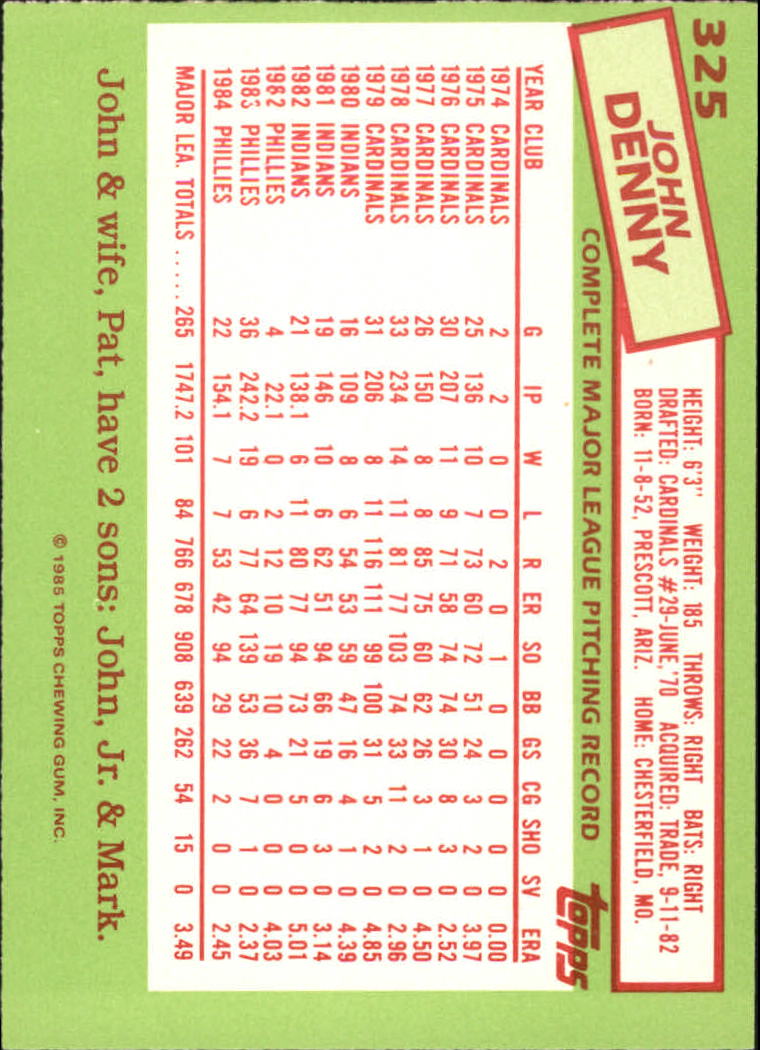 325
JOHN
DENNY
HEIGHT: 6'3" WEIGHT: 185 THROWS: RIGHT BATS: RIGHT
DRAFTED: CARDINALS #29-JUNE,'70 ACQUIRED: TRADE, 9-11-82
BORN: 11-8-52, PRESCOTT, ARIZ. HOME: CHESTERFIELD, MO.
COMPLETE MAJOR LEAGUE PITCHING RECORD
topps
YEAR CLUB G IP W L R ER SO BB GS CG SHO SV ERA
1974 CARDINALS 2 2 0 0 2 0 1 0 0 0 0 0 0.00
1975 CARDINALS 25 136 10 7 73 60 72 51 24 3 2 0 3.97
1976 CARDINALS 30 207 11 9 71 58 74 74 30 8 3 0 2.52
1977 CARDINALS 26 150 8 8 85 75 60 62 26 3 1 0 4.50
1978 CARDINALS 33 234 14 11 81 77 103 74 33 11 2 0 2.96
1979 CARDINALS 31 206 8 11 116 111 99 100 31 5 2 0 4.85
1980 INDIANS 16 109 8 6 54 53 59 47 16 4 1 0 4.39
1981 INDIANS 19 146 10 6 62 51 94 66 19 6 3 0 3.14
1982 INDIANS 21 138.1 6 11 80 77 94 73 21 5 0 0 5.01
1982 PHILLIES 4 22.1 0 2 12 10 19 10 4 0 0 0 4.03
1983 PHILLIES 36 242.2 19 6 77 64 139 53 36 7 1 0 2.37
1984 PHILLIES 22 154.1 7 7 53 42 94 29 22 2 0 0 2.45
MAJOR LEA. TOTALS ..... 265 1747.2 101 84 766 678 908 639 262 54 15 0 3.49
John & wife, Pat, have 2 sons: John, Jr. & Mark.
© 1985 TOPPS CHEWING GUM, INC.